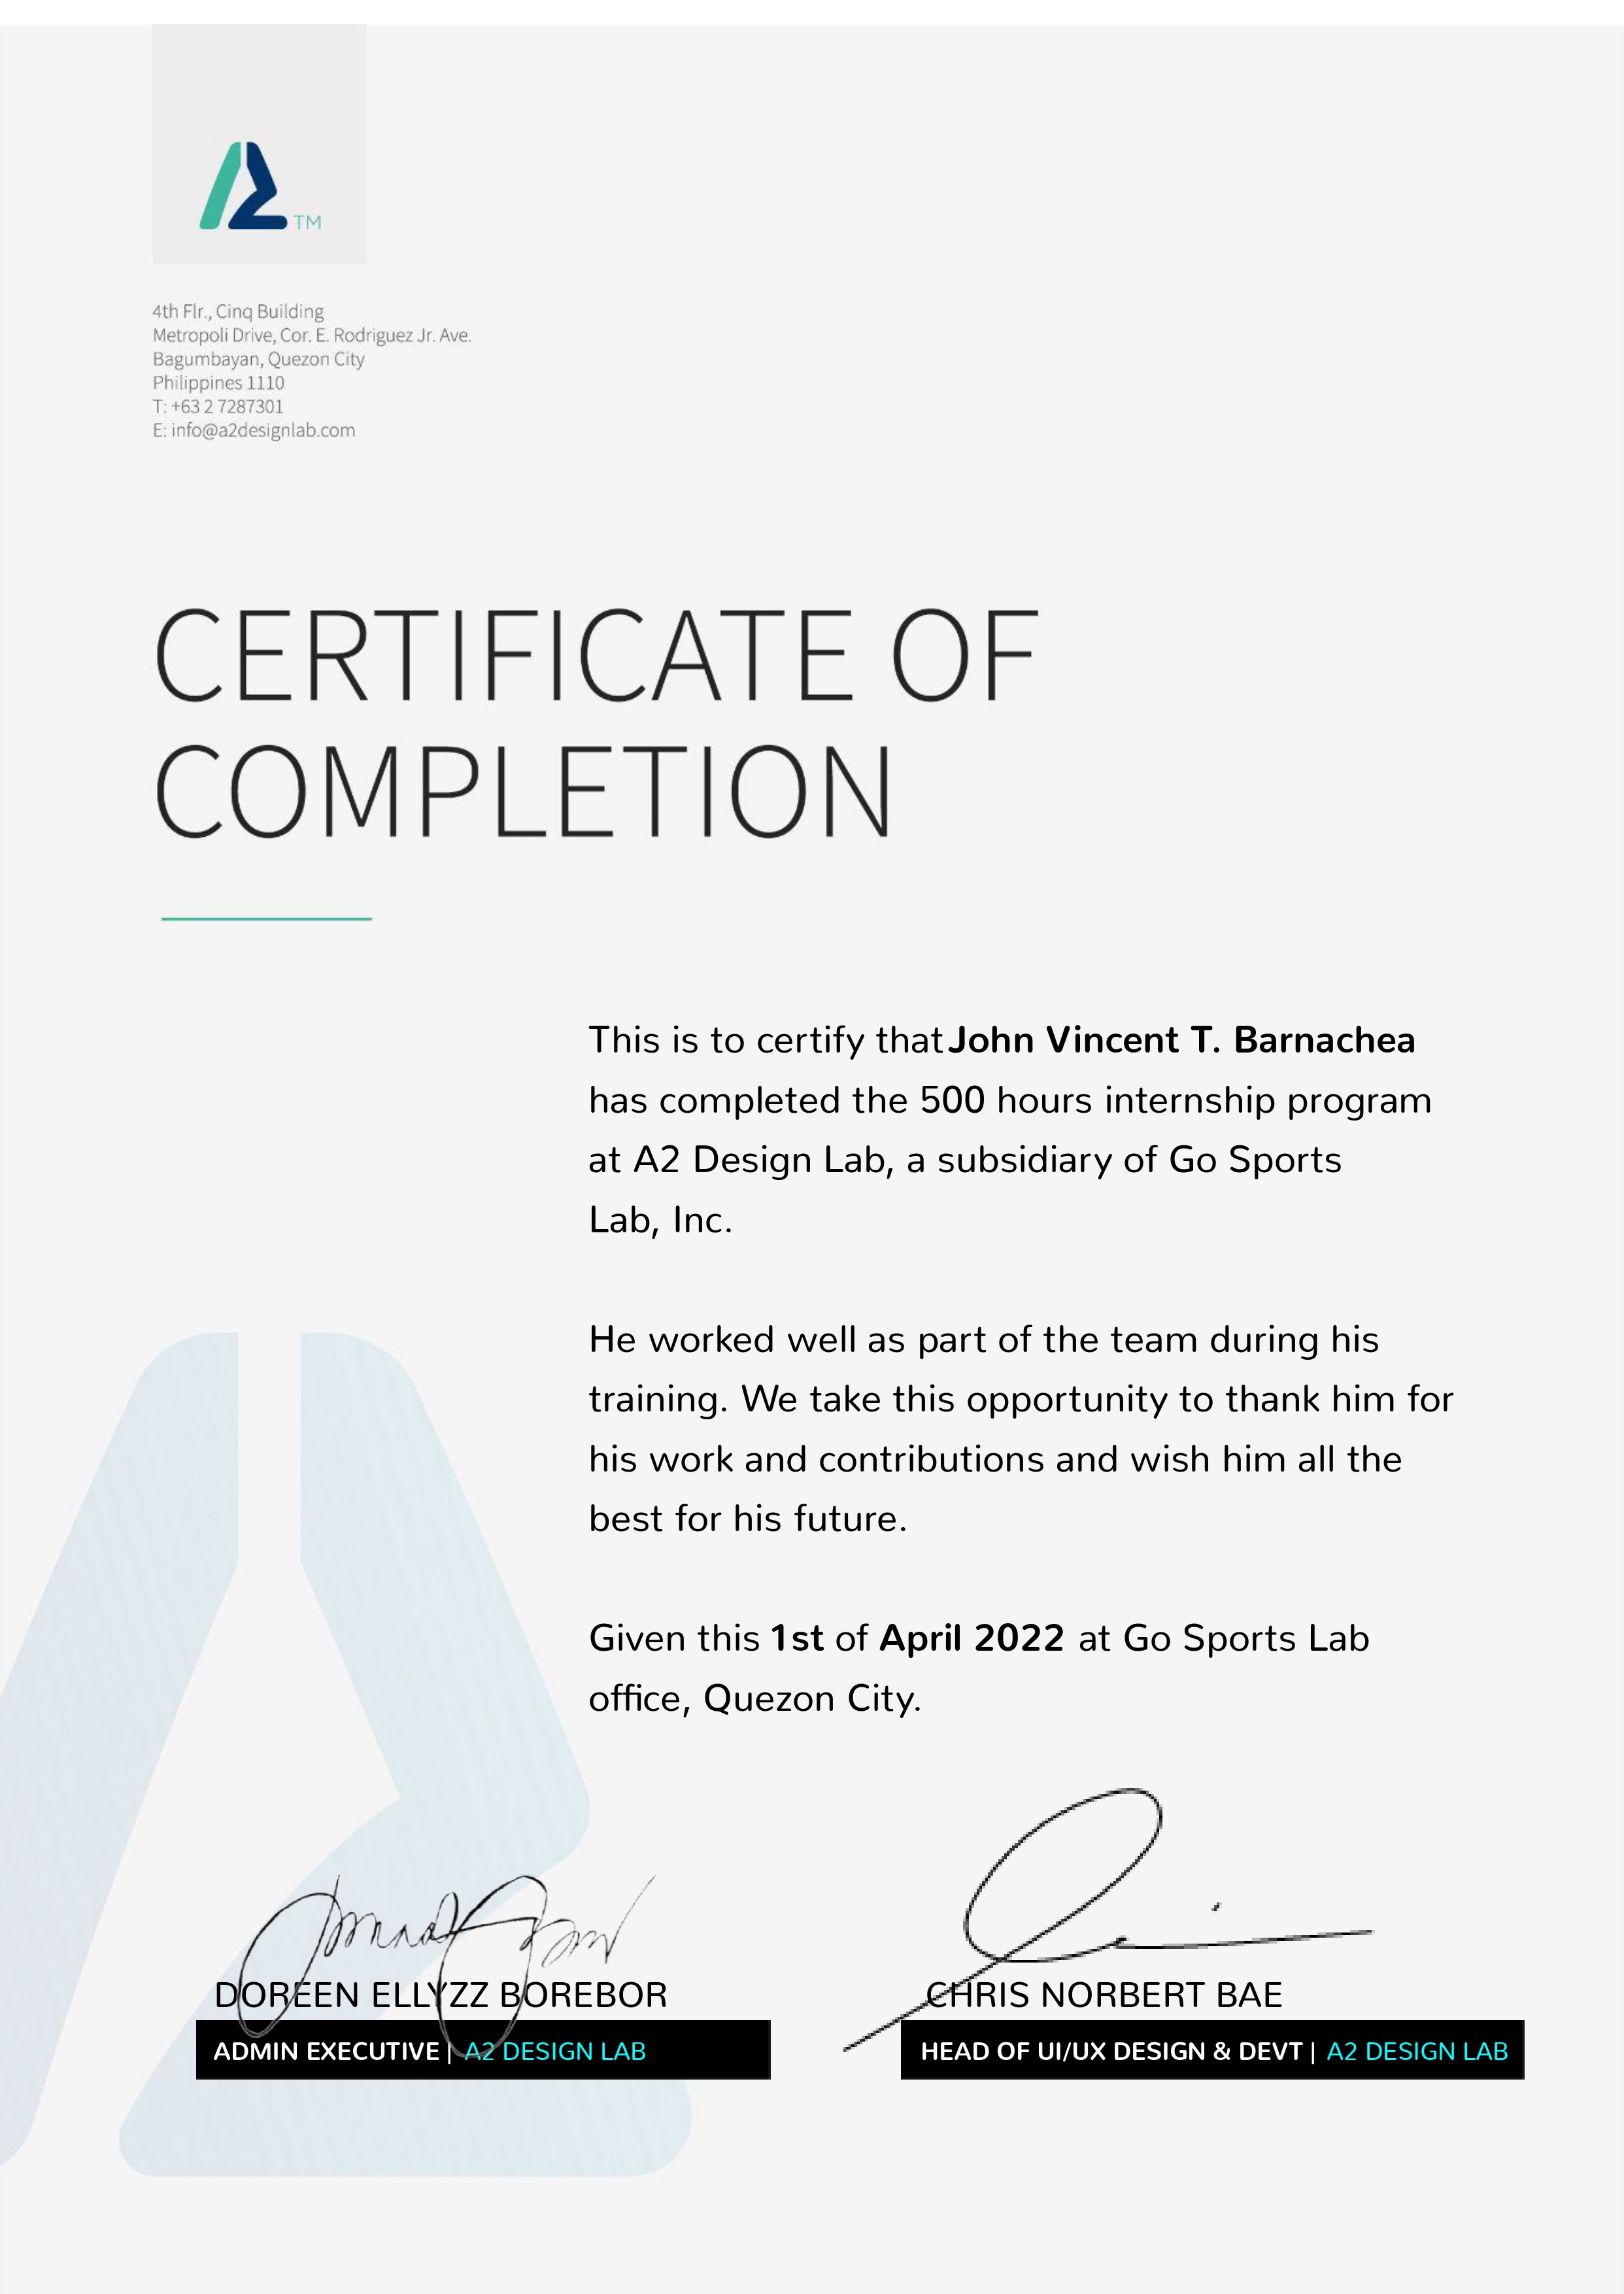 A2 TM
4th Flr., Cinq Building
Metropoli Drive, Cor. E. Rodriguez Jr. Ave.
Bagumbayan, Quezon City
Philippines 1110
T: +63 2 7287301
E: info@a2designlab.com
CERTIFICATE OF
COMPLETION
This is to certify that John Vincent T. Barnachea
has completed the 500 hours internship program
at A2 Design Lab, a subsidiary of Go Sports
Lab, Inc.
He worked well as part of the team during his
training. We take this opportunity to thank him for
his work and contributions and wish him all the
best for his future.
Given this 1st of April 2022 at Go Sports Lab
office, Quezon City.
DOREEN ELLYZZ BOREBOR
ADMIN EXECUTIVE | A2 DESIGN LAB
CHRIS NORBERT BAE
HEAD OF UI/UX DESIGN & DEVT | A2 DESIGN LAB